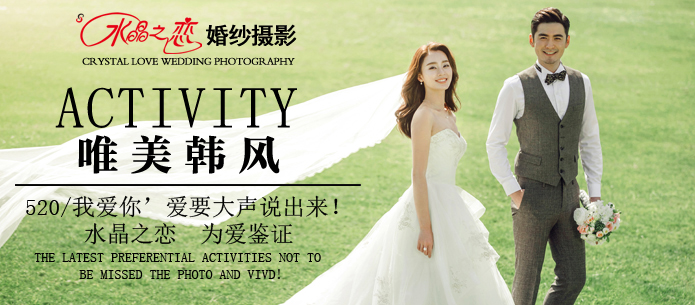 水晶之恋 婚纱摄影
CRYSTAL LOVE WEDDING PHOTOGRAPHY
ACTIVITY
唯美韩风
520/我爱你’爱要大声说出来!
水晶之恋 为爱鉴证
THE LATEST PREFERENTIAL ACTIVITIES NOT TO
BE MISSED THE PHOTO AND VIVD!